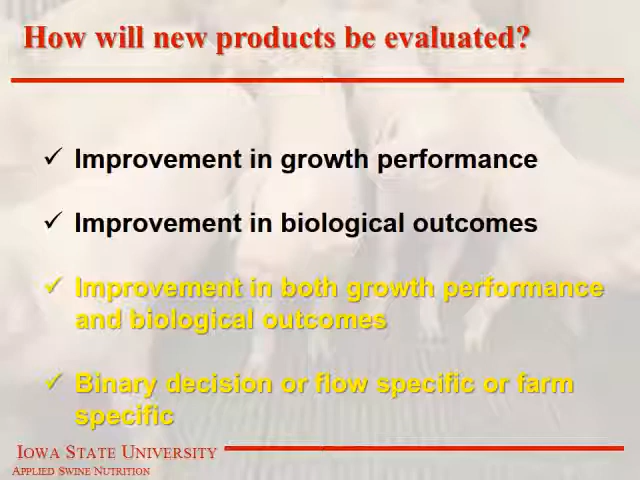 How will new products be evaluated?
✓ Improvement in growth performance
✓ Improvement in biological outcomes
✓ Improvement in both growth performance
and biological outcomes
✓ Binary decision or flow specific or farm
specific
IOWA STATE UNIVERSITY
APPLIED SWINE NUTRITION